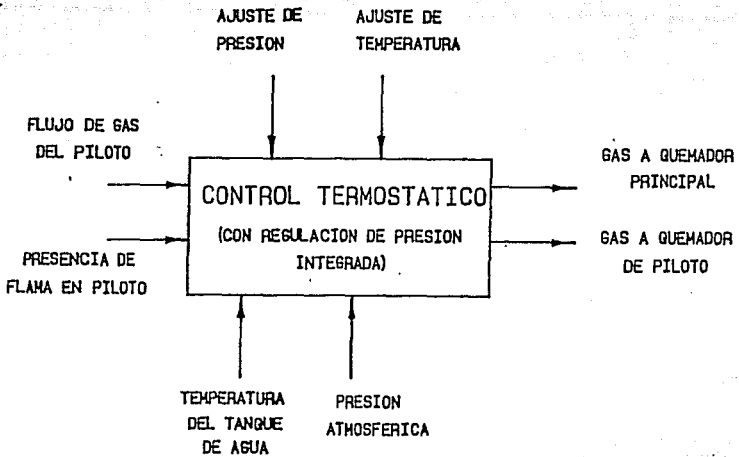 AJUSTE DE
PRESION
AJUSTE DE
TEMPERATURA
FLUJO DE GAS
DEL PILOTO
PRESENCIA DE
FLAMA EN PILOTO
CONTROL TERMOSTATICO
(CON REGULACION DE PRESION
INTEGRADA)
GAS A QUEMADOR
PRINCIPAL
GAS A QUEMADOR
DE PILOTO
TEMPERATURA
DEL TANQUE
DE AGUA
PRESION
ATMOSFERICA